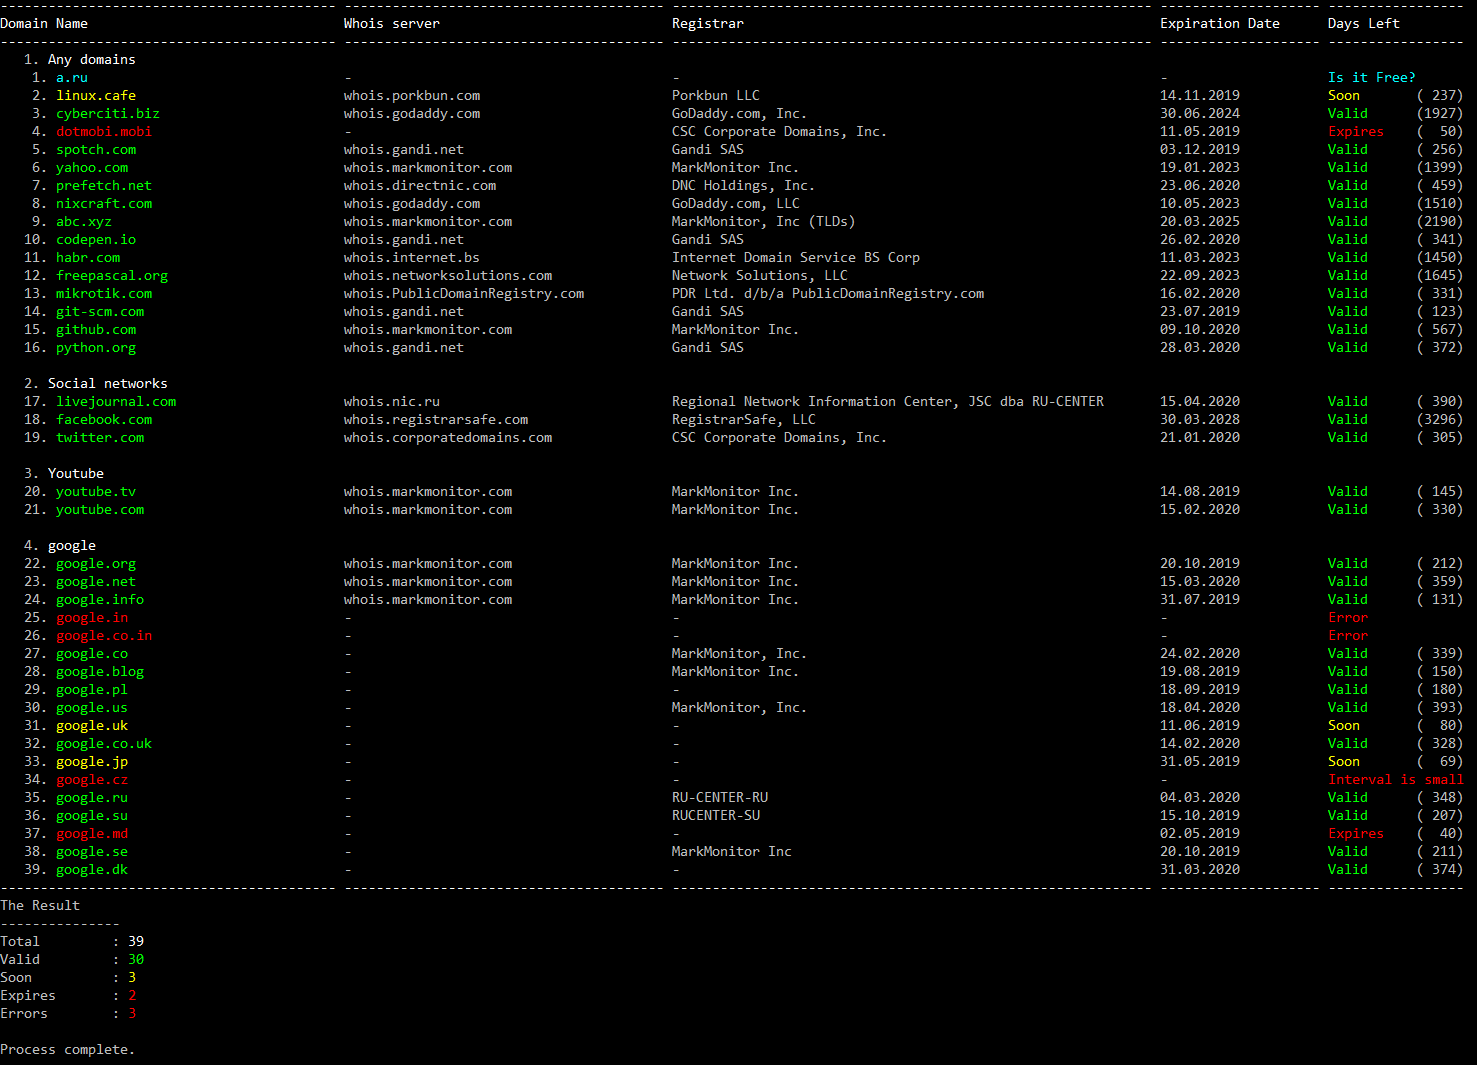 Domain Name Whois server Registrar Expiration Date Days Left
1. Any domains
1. a.ru - - - Is it Free?
2. linux.cafe whois.porkbun.com Porkbun LLC 14.11.2019 Soon ( 237)
3. cyberciti.biz whois.godaddy.com GoDaddy.com, Inc. 30.06.2024 Valid (1927)
4. dotmobi.mobi - CSC Corporate Domains, Inc. 11.05.2019 Expires ( 50)
5. spotch.com whois.gandi.net Gandi SAS 03.12.2019 Valid ( 256)
6. yahoo.com whois.markmonitor.com MarkMonitor Inc. 19.01.2023 Valid (1399)
7. prefetch.net whois.directnic.com DNC Holdings, Inc. 23.06.2020 Valid ( 459)
8. nixcraft.com whois.godaddy.com GoDaddy.com, LLC 10.05.2023 Valid (1510)
9. abc.xyz whois.markmonitor.com MarkMonitor, Inc (TLDs) 20.03.2025 Valid (2190)
10. codepen.io whois.gandi.net Gandi SAS 26.02.2020 Valid ( 341)
11. habr.com whois.internet.bs Internet Domain Service BS Corp 11.03.2023 Valid (1450)
12. freepascal.org whois.networksolutions.com Network Solutions, LLC 22.09.2023 Valid (1645)
13. mikrotik.com whois.PublicDomainRegistry.com PDR Ltd. d/b/a PublicDomainRegistry.com 16.02.2020 Valid ( 331)
14. git-scm.com whois.gandi.net Gandi SAS 23.07.2019 Valid ( 123)
15. github.com whois.markmonitor.com MarkMonitor Inc. 09.10.2020 Valid ( 567)
16. python.org whois.gandi.net Gandi SAS 28.03.2020 Valid ( 372)
2. Social networks
17. livejournal.com whois.nic.ru Regional Network Information Center, JSC dba RU-CENTER 15.04.2020 Valid ( 390)
18. facebook.com whois.registrarsafe.com RegistrarSafe, LLC 30.03.2028 Valid (3296)
19. twitter.com whois.corporatedomains.com CSC Corporate Domains, Inc. 21.01.2020 Valid ( 305)
3. Youtube
20. youtube.tv whois.markmonitor.com MarkMonitor Inc. 14.08.2019 Valid ( 145)
21. youtube.com whois.markmonitor.com MarkMonitor Inc. 15.02.2020 Valid ( 330)
4. google
22. google.org whois.markmonitor.com MarkMonitor Inc. 20.10.2019 Valid ( 212)
23. google.net whois.markmonitor.com MarkMonitor Inc. 15.03.2020 Valid ( 359)
24. google.info whois.markmonitor.com MarkMonitor Inc. 31.07.2019 Valid ( 131)
25. google.in - - - Error
26. google.co.in - - - Error
27. google.co - MarkMonitor, Inc. 24.02.2020 Valid ( 339)
28. google.blog - MarkMonitor Inc. 19.08.2019 Valid ( 150)
29. google.pl - - 18.09.2019 Valid ( 180)
30. google.us - MarkMonitor, Inc. 18.04.2020 Valid ( 393)
31. google.uk - - 11.06.2019 Soon ( 80)
32. google.co.uk - - 14.02.2020 Valid ( 328)
33. google.jp - - 31.05.2019 Soon ( 69)
34. google.cz - - - Interval is small
35. google.ru - RU-CENTER-RU 04.03.2020 Valid ( 348)
36. google.su - RUCENTER-SU 15.10.2019 Valid ( 207)
37. google.md - - 02.05.2019 Expires ( 40)
38. google.se - MarkMonitor Inc 20.10.2019 Valid ( 211)
39. google.dk - - 31.03.2020 Valid ( 374)
The Result
Total : 39
Valid : 30
Soon : 3
Expires : 2
Errors : 3
Process complete.